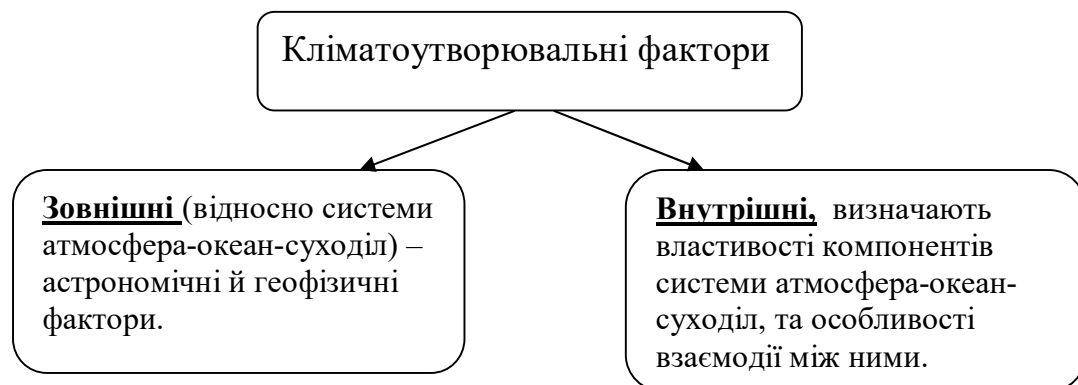 Кліматоутворювальні фактори
Зовнішні (відносно системи
атмосфера-океан-суходіл) –
астрономічні й геофізичні
фактори.
Внутрішні, визначають
властивості компонентів
системи атмосфера-океан-
суходіл, та особливості
взаємодії між ними.